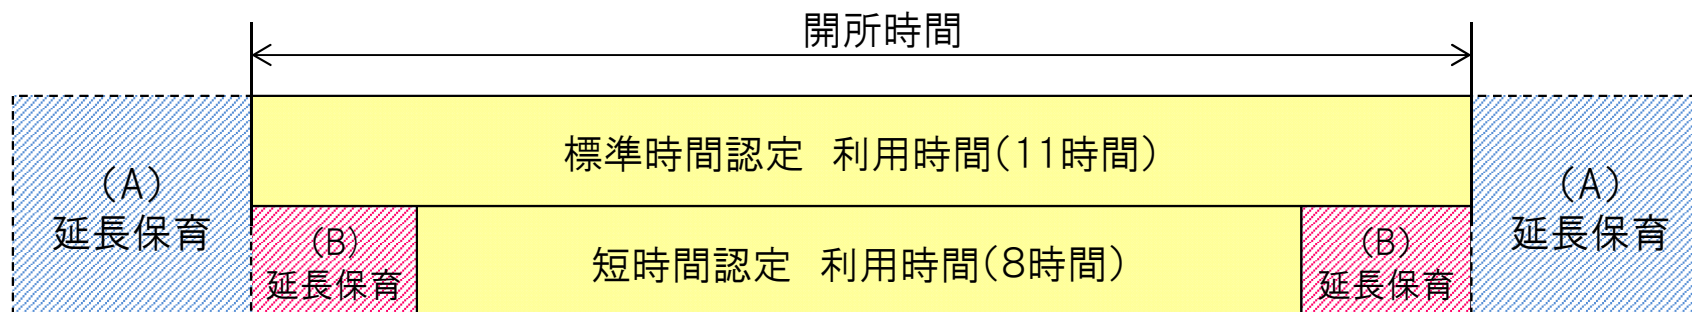 開所時間
標準時間認定　利用時間(11時間)
(A)
延長保育
(A)
延長保育
(B)
延長保育
短時間認定　利用時間(8時間)
(B)
延長保育